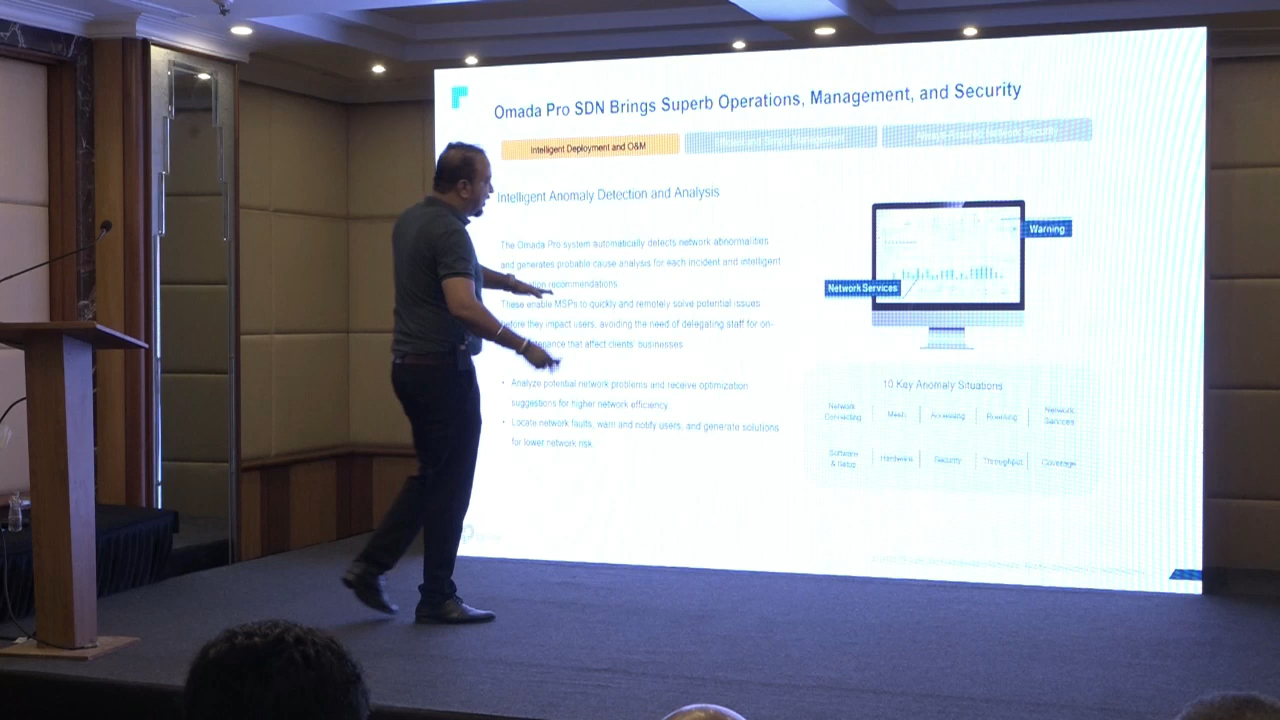 Omada Pro SDN Brings Superb Operations, Management, and Security
Intelligent Deployment and O&M
Intelligent Anomaly Detection and Analysis
The Omada Pro system automatically detects network abnormalities
and generates probable cause analysis for each incident and intelligent
recommendations.
These enable MSPs to quickly and remotely solve potential issues
before they impact users, avoiding the need of delegating staff for on-
that affect clients' businesses.
• Analyze potential network problems and receive optimization
suggestions for higher network efficiency.
• Locate network faults, warn and notify users, and generate solutions
for lower network risk.
Warning
Network Services
10 Key Anomaly Situations
Network
Connecting
Mesh
Accessing
Roaming
Network
Services
Software
& Setup
Hardware
Security
Throughput
Coverage